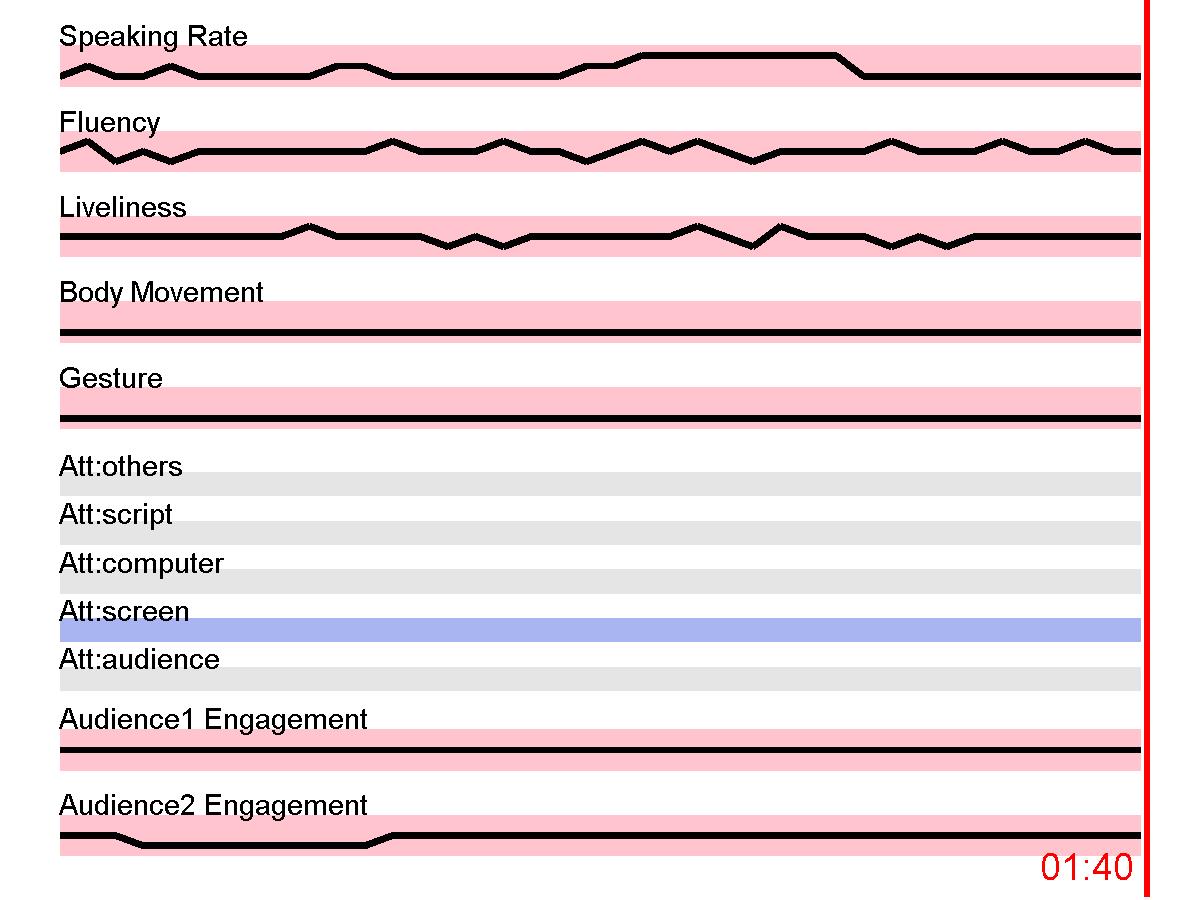 Speaking Rate
Fluency
Liveliness
Body Movement
Gesture
Att:others
Att:script
Att:computer
Att:screen
Att:audience
Audience1 Engagement
Audience2 Engagement
01:40